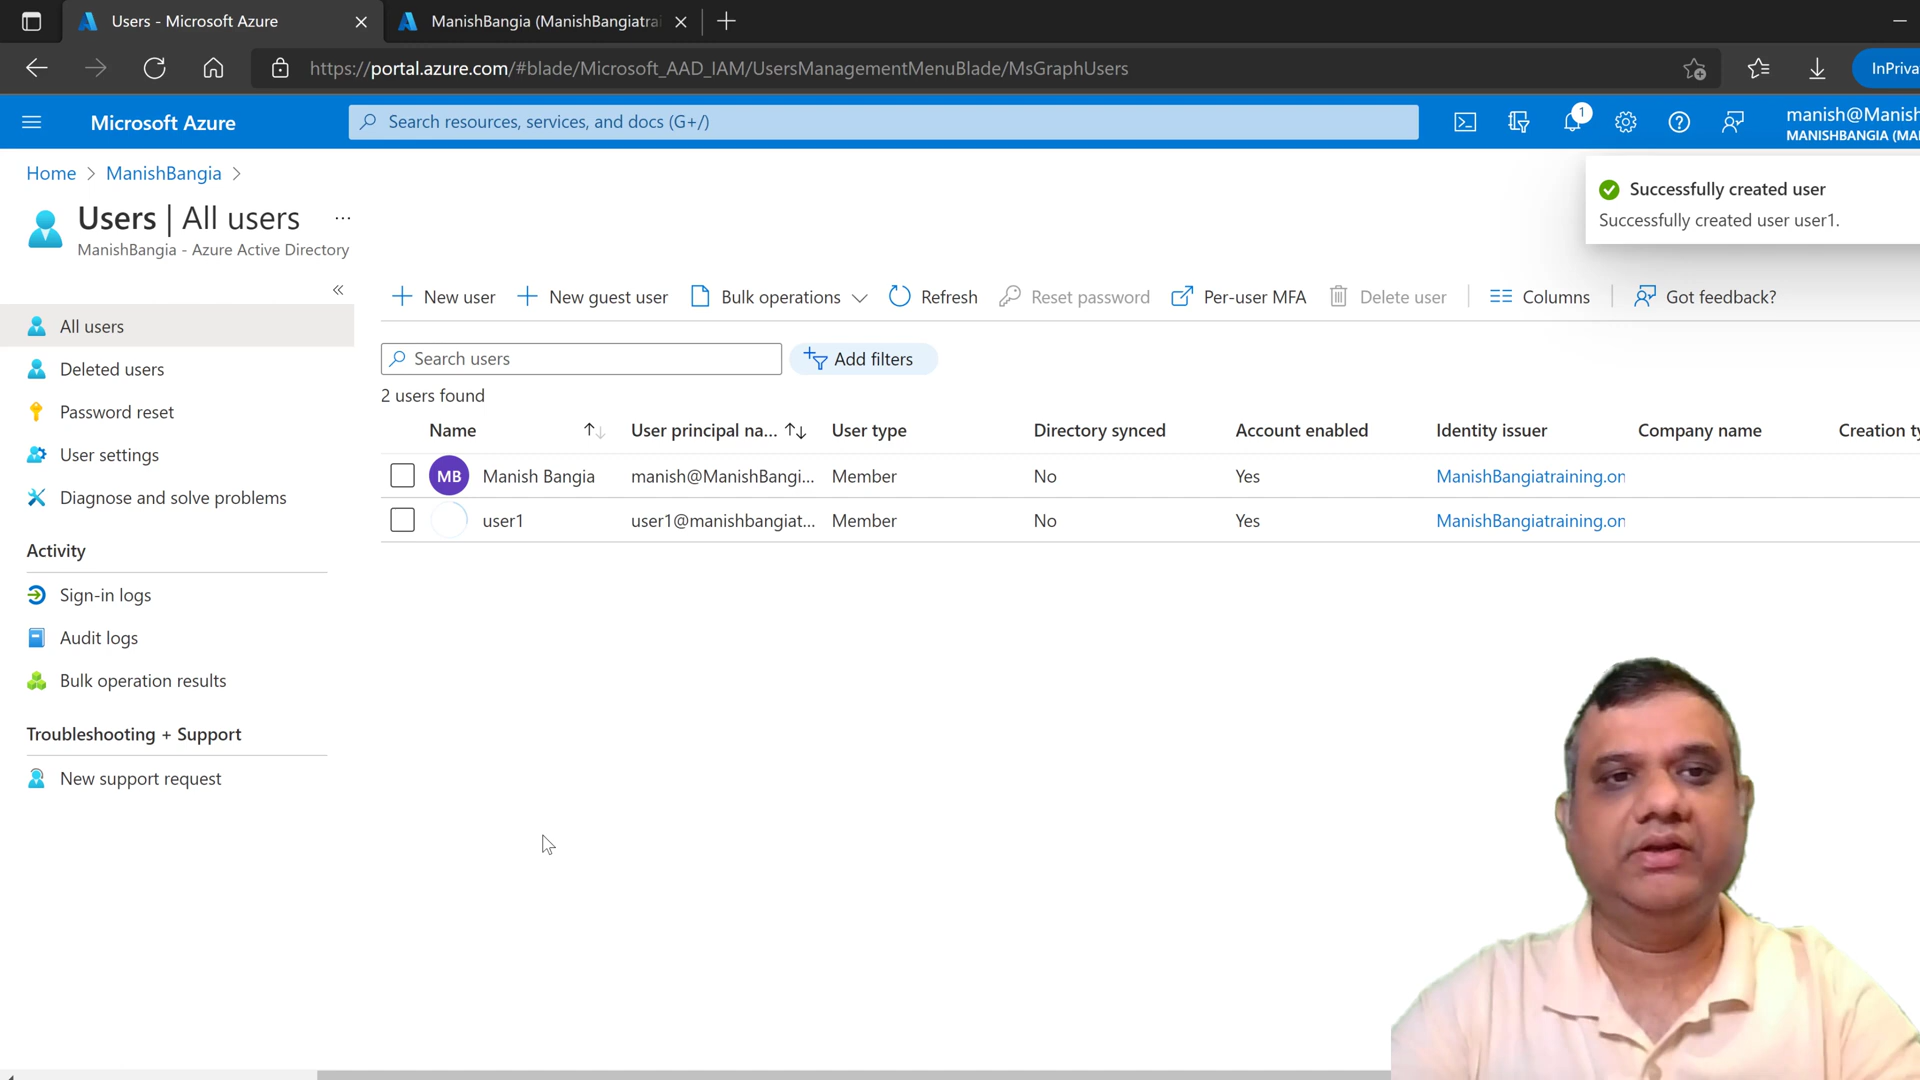 Users - Microsoft Azure
ManishBangia (ManishBangiatrai
https://portal.azure.com/#blade/Microsoft_AAD_IAM/UsersManagementMenuBlade/MsGraphUsers
InPriva
Microsoft Azure
Search resources, services, and docs (G+/)
1
manish@Manish
MANISHBANGIA (MAI
Home > ManishBangia >
Users | All users ...
ManishBangia - Azure Active Directory
Successfully created user
Successfully created user user1.
New user
New guest user
Bulk operations
Refresh
Reset password
Per-user MFA
Delete user
Columns
Got feedback?
All users
Deleted users
Password reset
User settings
Diagnose and solve problems
Activity
Sign-in logs
Audit logs
Bulk operation results
Troubleshooting + Support
New support request
Search users
Add filters
2 users found
Name User principal na... User type Directory synced Account enabled Identity issuer Company name Creation ty
MB Manish Bangia manish@ManishBangi... Member No Yes ManishBangiatraining.on
user1 user1@manishbangiat... Member No Yes ManishBangiatraining.on